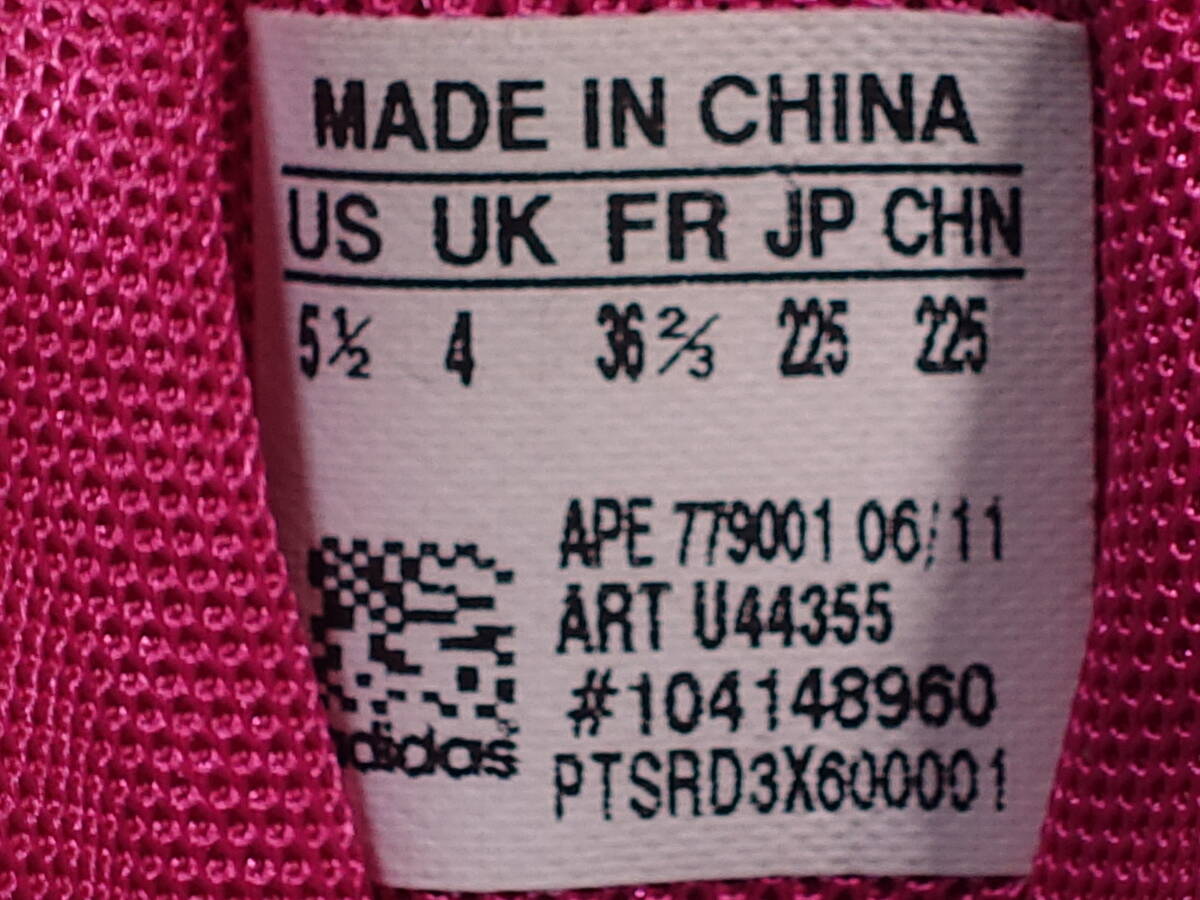 MADE IN CHINA
US UK FR JP CHN
5½ 4 36⅔ 225 225
APE 779001 06/11
ART U44355
#104148960
PTSRD3X600001
adidas